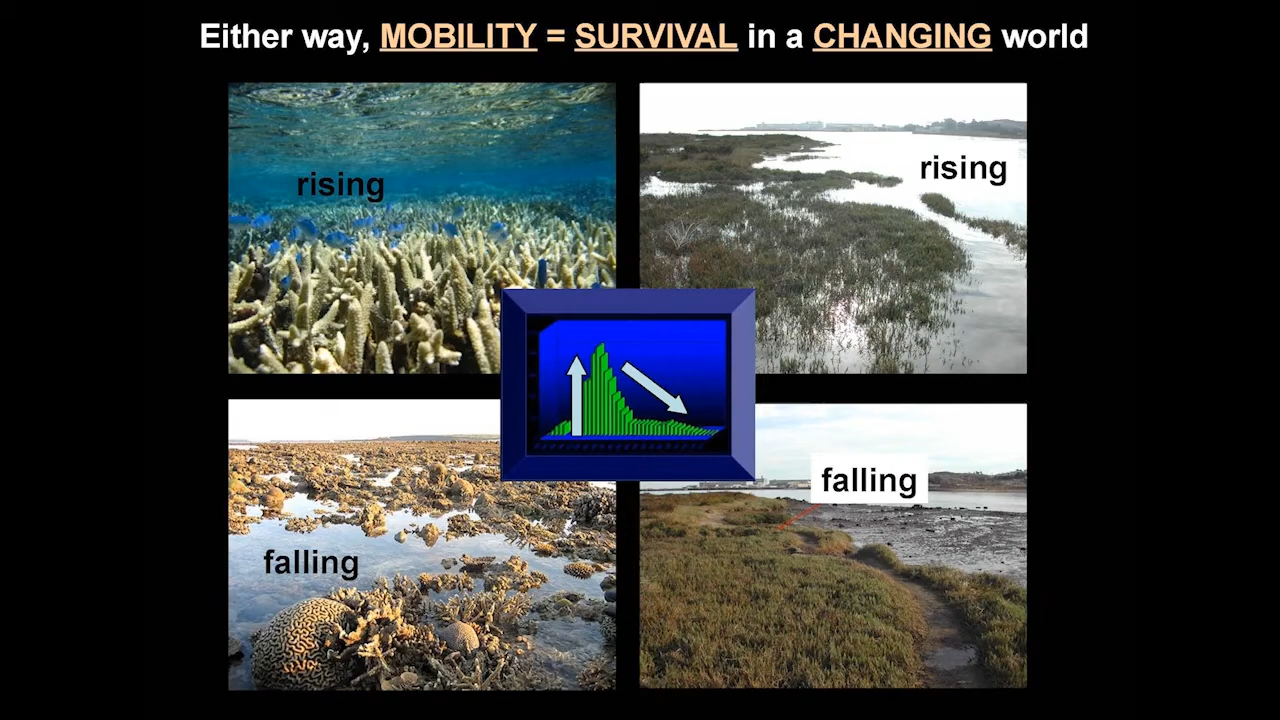 Either way, MOBILITY = SURVIVAL in a CHANGING world
rising
rising
falling
falling